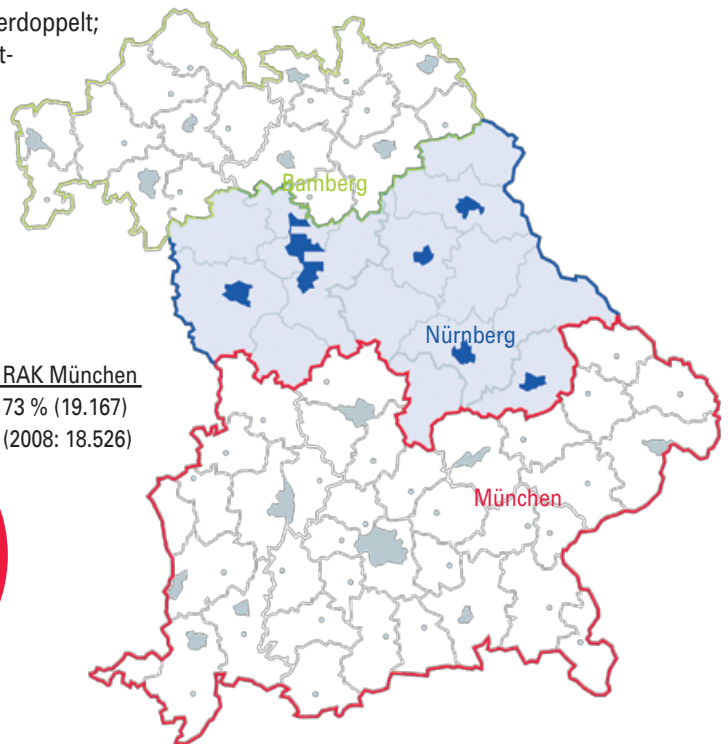 erdoppelt;
t-
Bamberg
Nürnberg
RAK München
73 % (19.167)
(2008: 18.526)
München